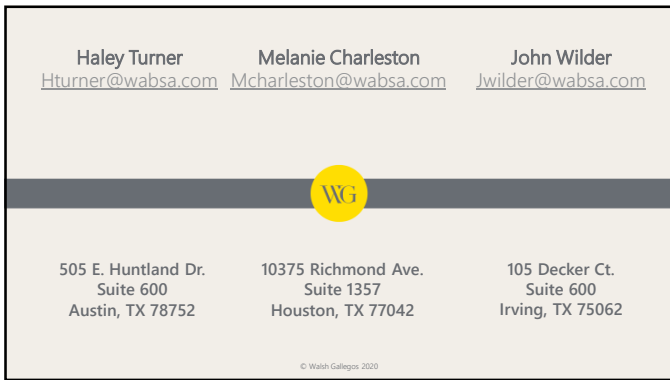 Haley Turner
Hturner@wabsa.com
Melanie Charleston
Mcharleston@wabsa.com
John Wilder
Jwilder@wabsa.com
WG
505 E. Huntland Dr.
Suite 600
Austin, TX 78752
10375 Richmond Ave.
Suite 1357
Houston, TX 77042
105 Decker Ct.
Suite 600
Irving, TX 75062
© Walsh Gallegos 2020